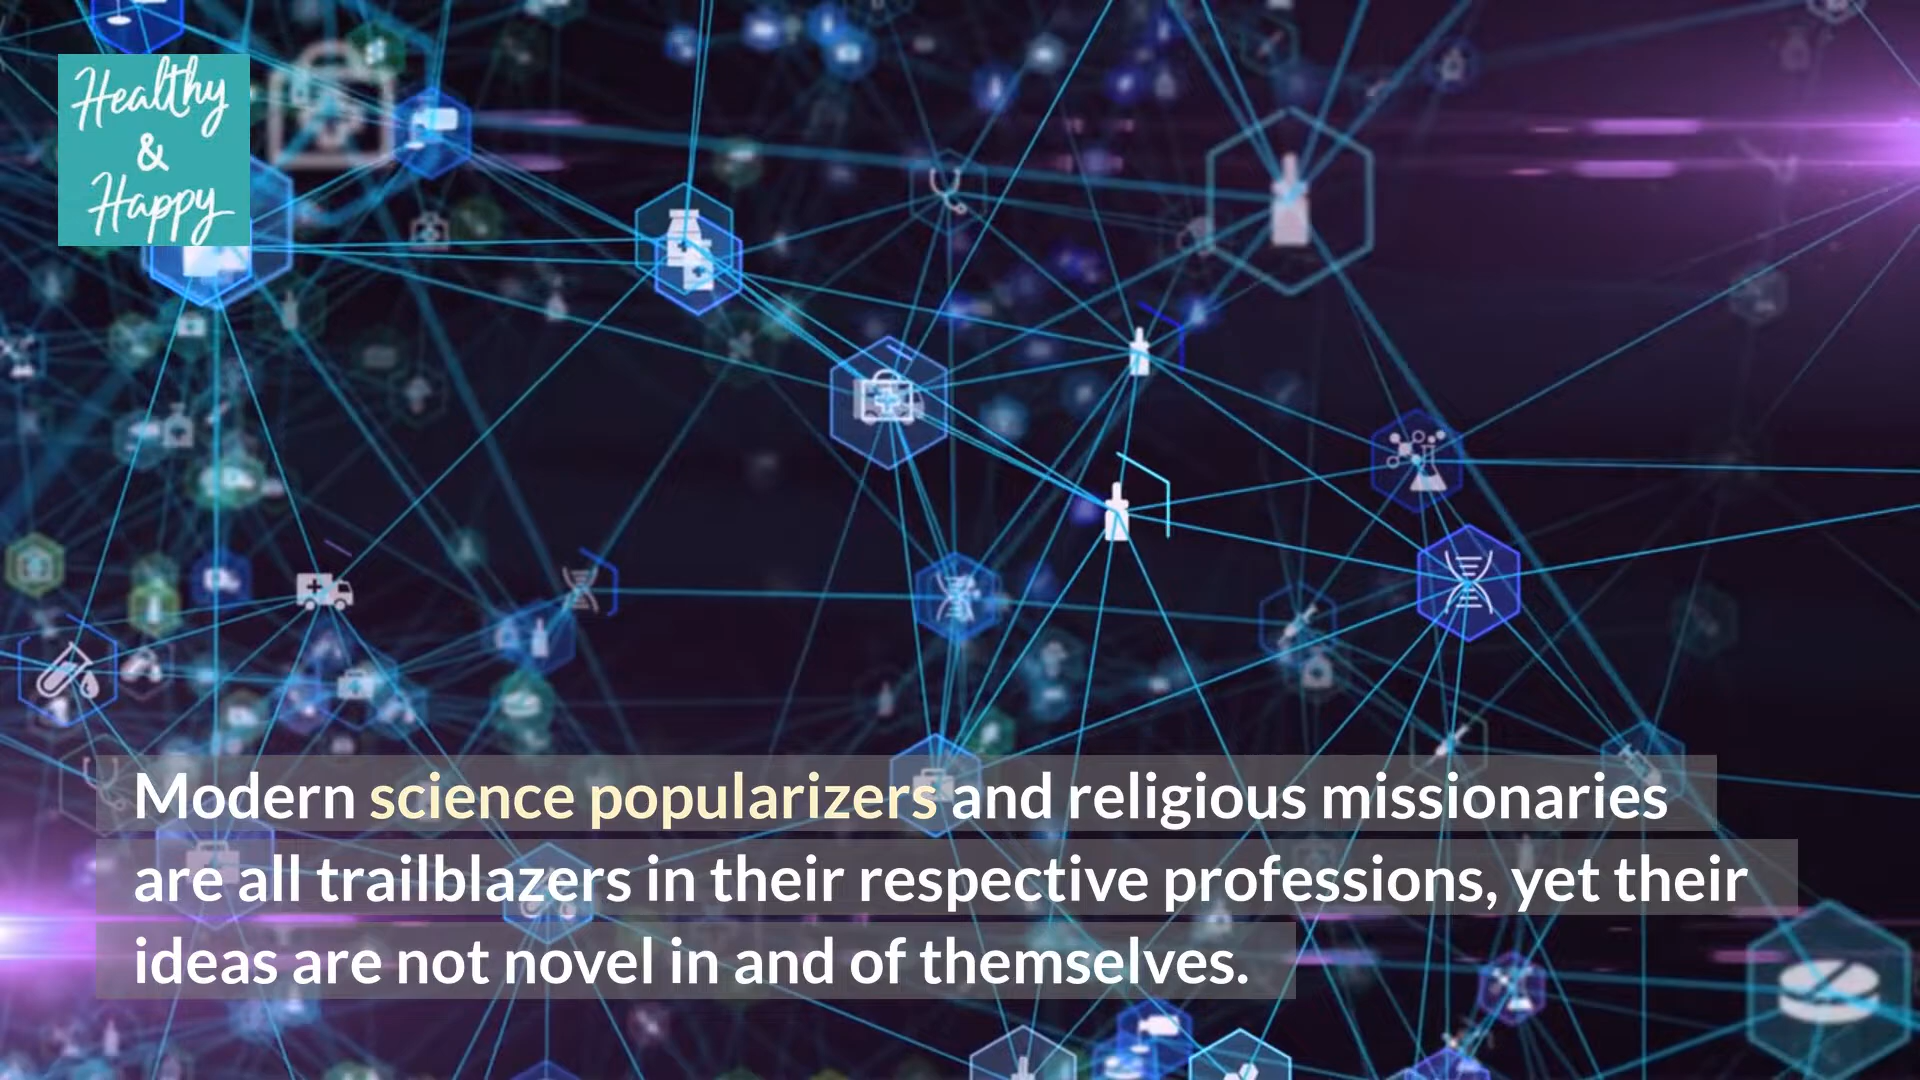 Healthy
&
Happy
Modern science popularizers and religious missionaries
are all trailblazers in their respective professions, yet their
ideas are not novel in and of themselves.